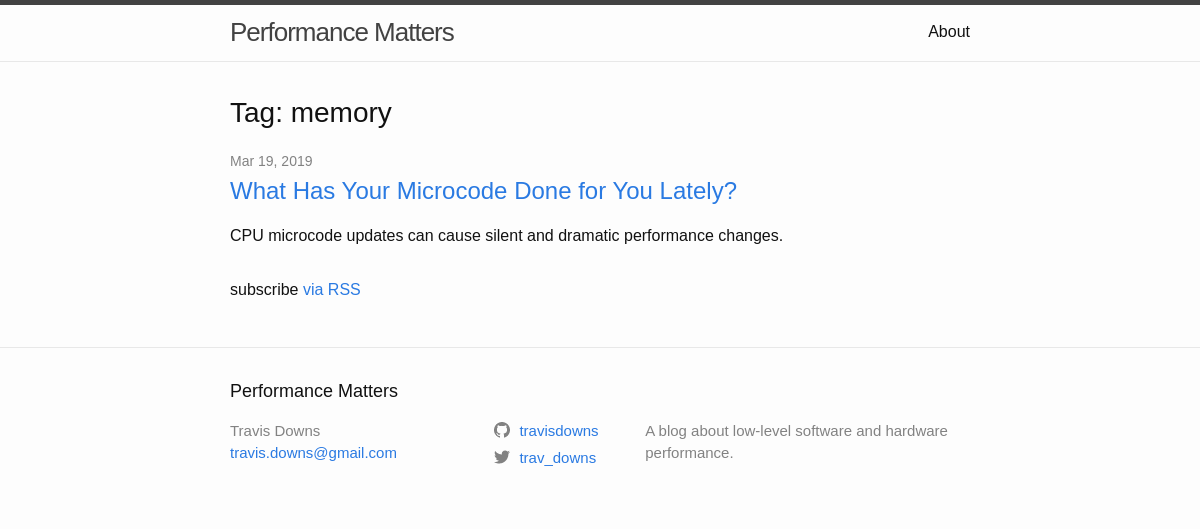 Performance Matters
About
Tag: memory
Mar 19, 2019
What Has Your Microcode Done for You Lately?
CPU microcode updates can cause silent and dramatic performance changes.
subscribe via RSS
Performance Matters
Travis Downs
travis.downs@gmail.com
travisdowns
trav_downs
A blog about low-level software and hardware
performance.